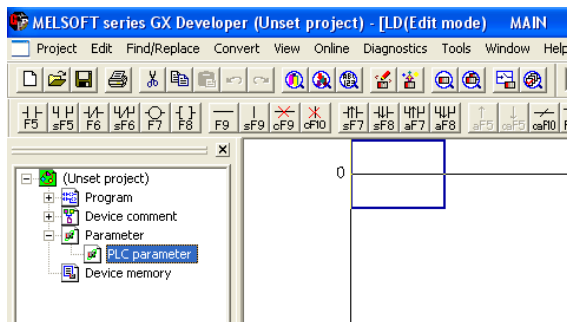 MELSOFT series GX Developer (Unset project) - [LD(Edit mode) MAIN
Project Edit Find/Replace Convert View Online Diagnostics Tools Window Help
F5 sF5 F6 sF6 F7 F8 F9 sF9 cF9 cF10 sF7 sF8 aF7 aF8 aF5 caF5 caF10
0
(Unset project)
Program
Device comment
Parameter
PLC parameter
Device memory